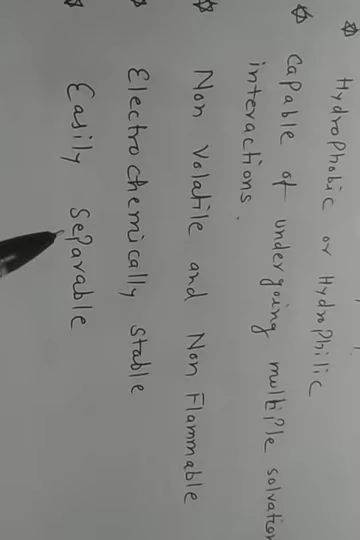 ☆ Hydrophobic or Hydrophilic
☆ Capable of undergoing multiple solvation
interactions.
☆ Non Volatile and Non Flammable
☆ Electrochemically stable
☆ Easily Separable